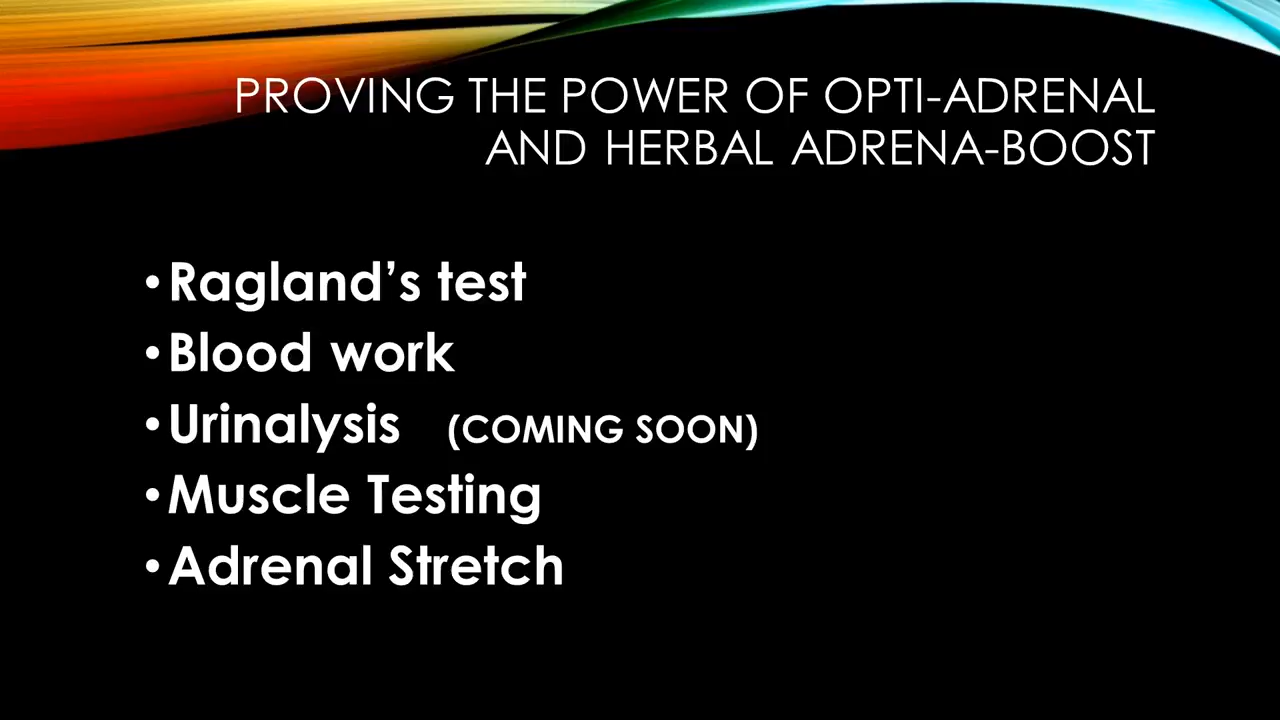 PROVING THE POWER OF OPTI-ADRENAL
AND HERBAL ADRENA-BOOST
•Ragland's test
•Blood work
•Urinalysis (COMING SOON)
•Muscle Testing
•Adrenal Stretch